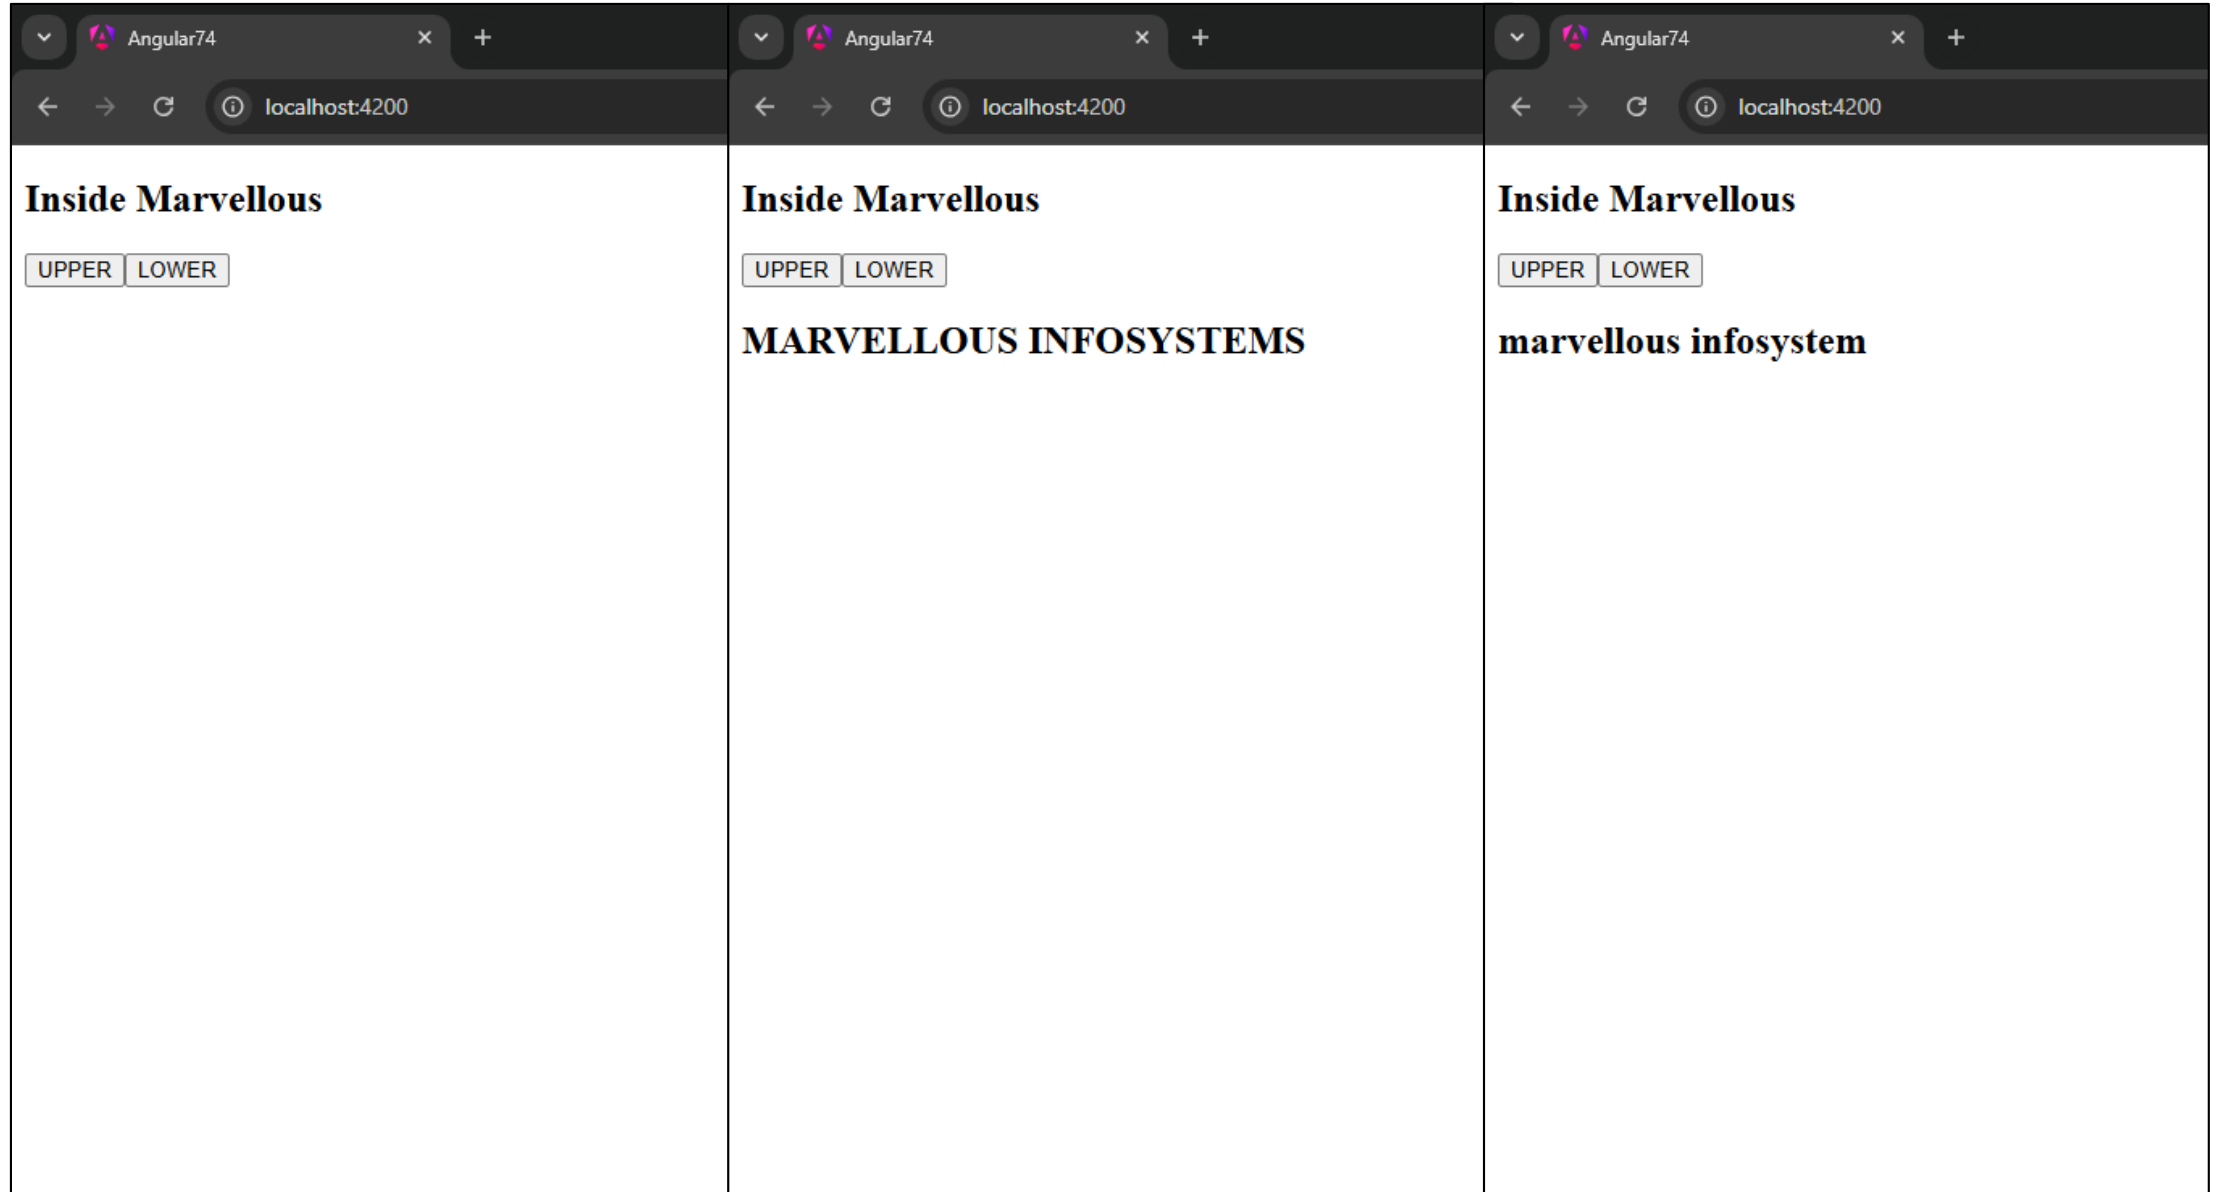 Angular74
localhost:4200
Inside Marvellous
UPPER LOWER
Angular74
localhost:4200
Inside Marvellous
UPPER LOWER
MARVELLOUS INFOSYSTEMS
Angular74
localhost:4200
Inside Marvellous
UPPER LOWER
marvellous infosystem